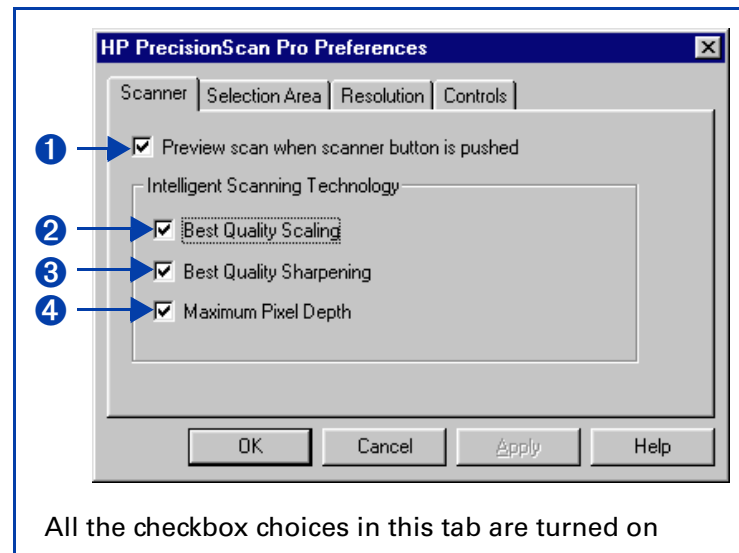 HP PrecisionScan Pro Preferences
Scanner Selection Area Resolution Controls
1 Preview scan when scanner button is pushed
Intelligent Scanning Technology
2 Best Quality Scaling
3 Best Quality Sharpening
4 Maximum Pixel Depth
OK Cancel Apply Help
All the checkbox choices in this tab are turned on